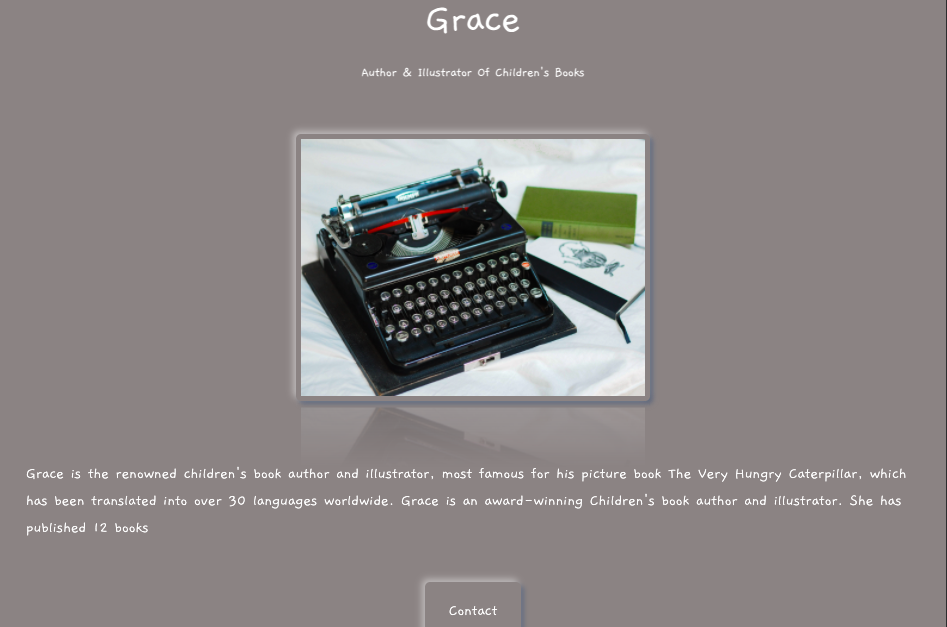 Grace
Author & Illustrator Of Children's Books
Grace is the renowned children's book author and illustrator, most famous for his picture book The Very Hungry Caterpillar, which
has been translated into over 30 languages worldwide. Grace is an award-winning Children's book author and illustrator. She has
published 12 books
Contact